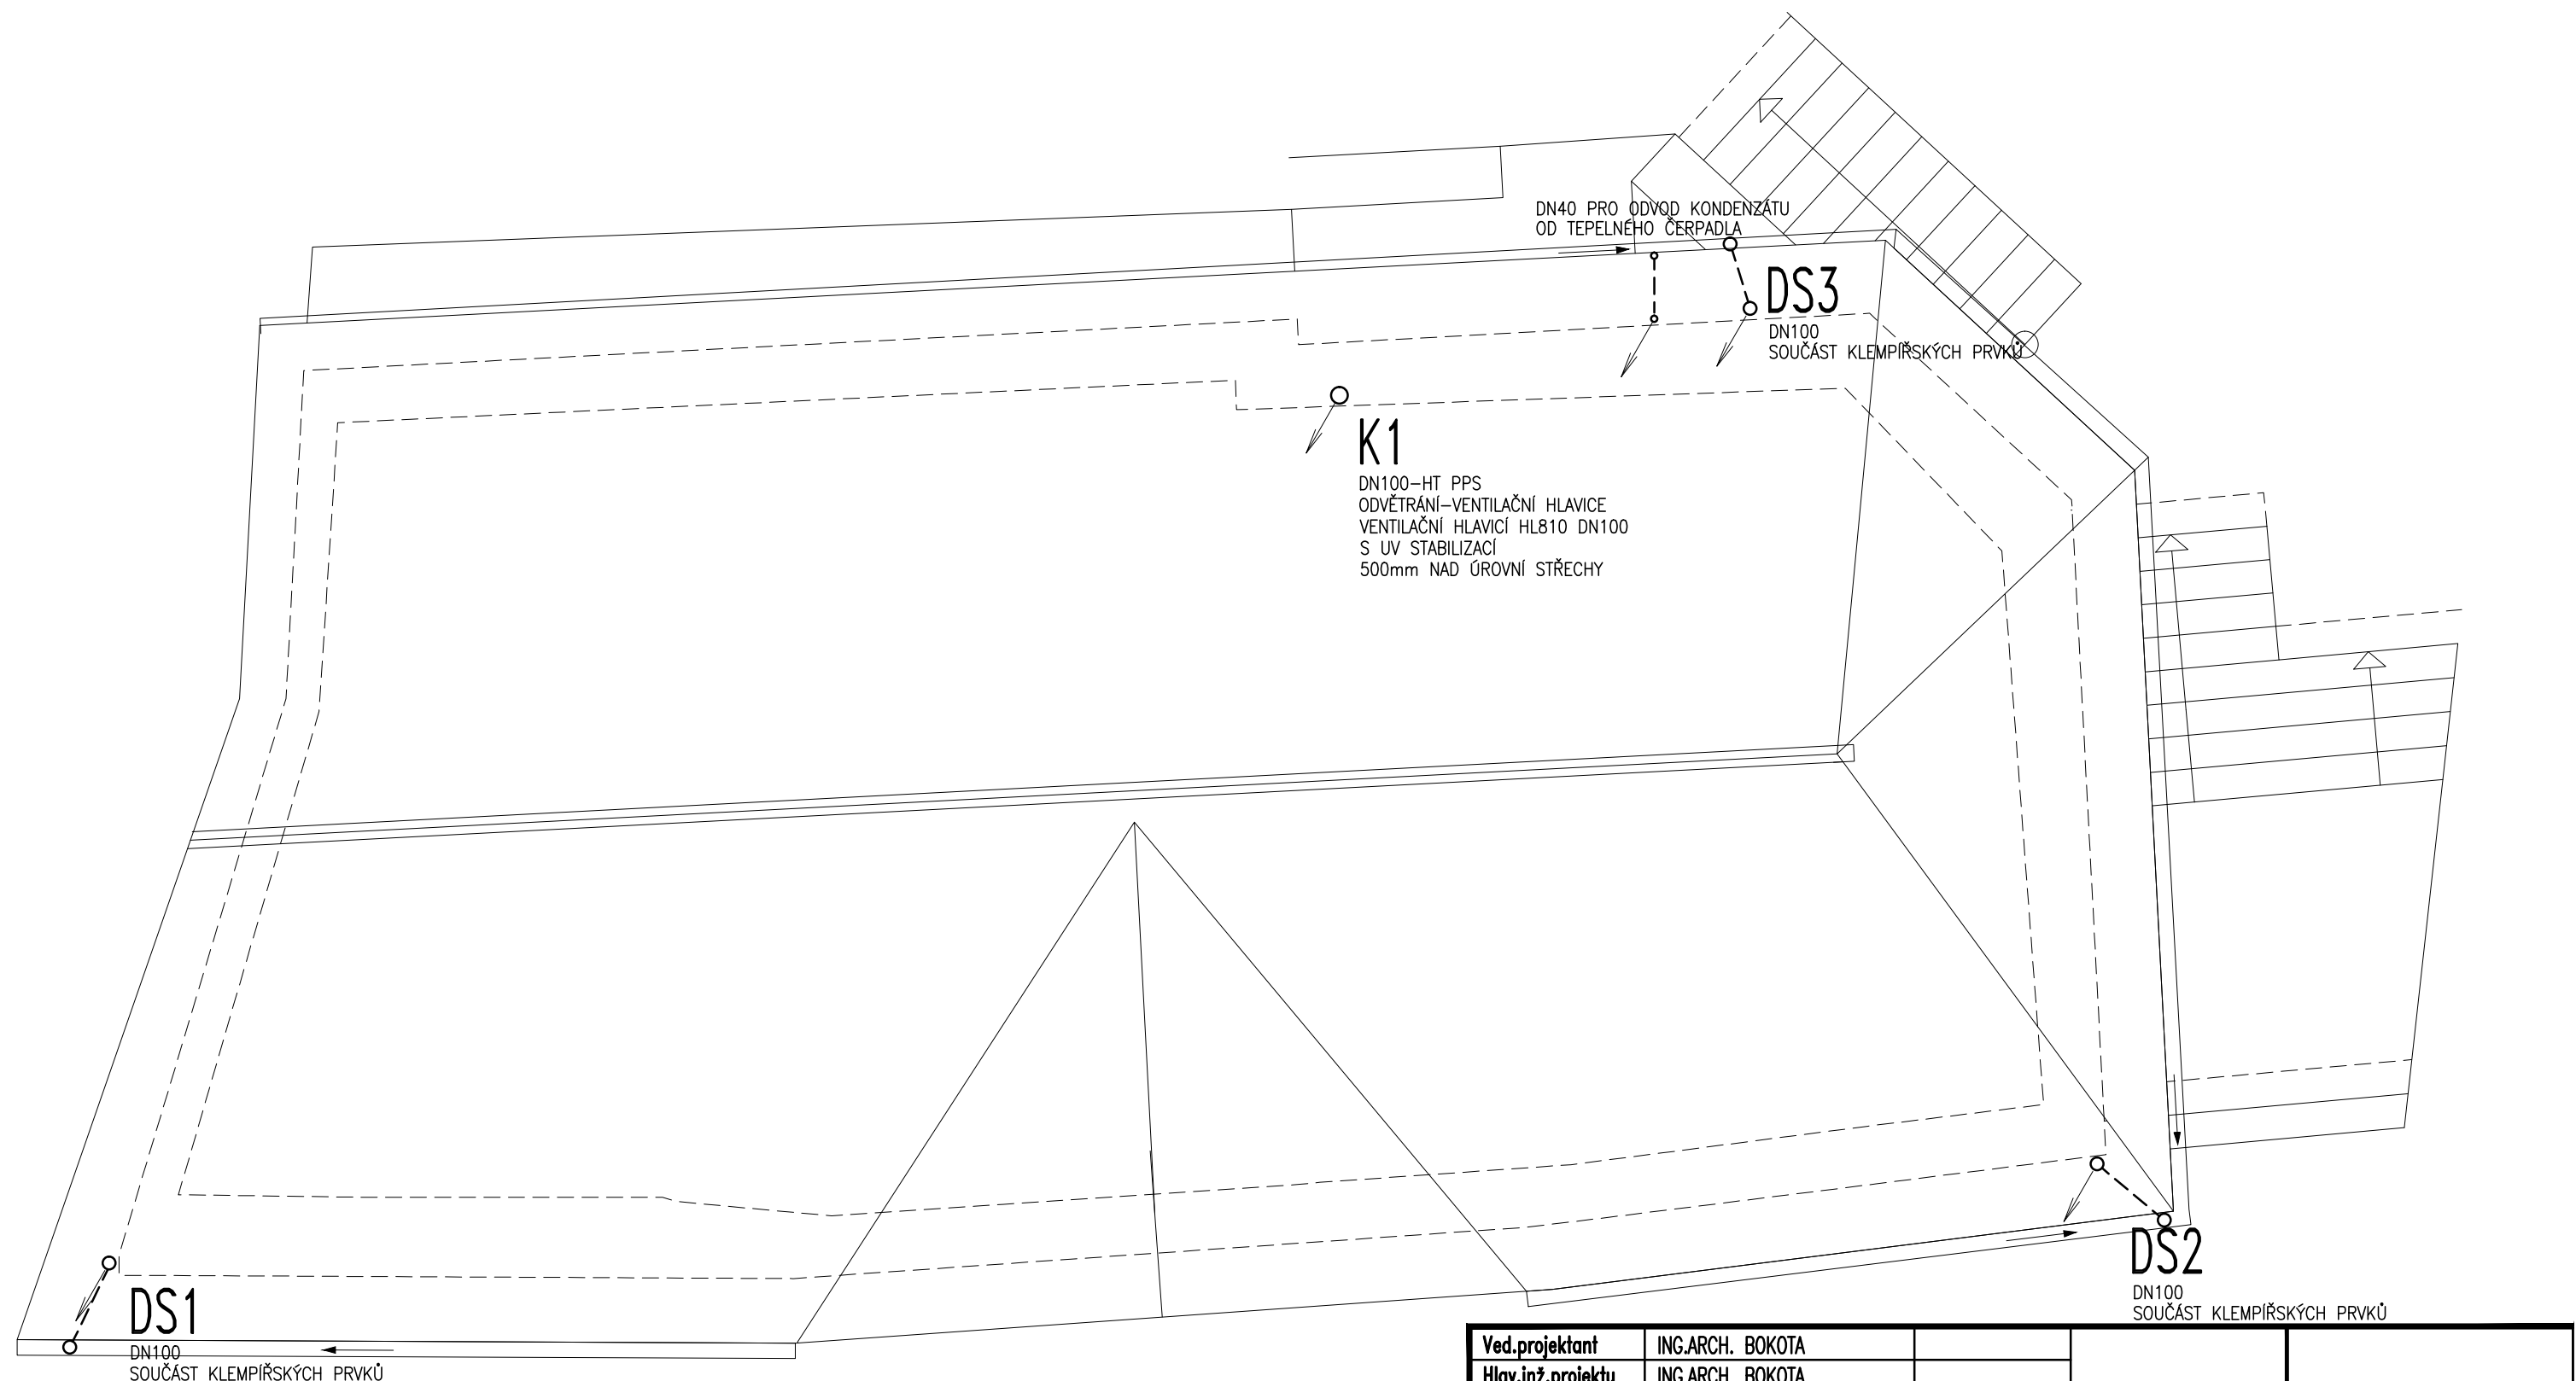 DN40 PRO ODVOD KONDENZÁTU
OD TEPELNÉHO ČERPADLA
DS3
DN100
SOUČÁST KLEMPÍŘSKÝCH PRVKŮ
K1
DN100-HT PPS
ODVĚTRÁNÍ-VENTILAČNÍ HLAVICE
VENTILAČNÍ HLAVICÍ HL810 DN100
S UV STABILIZACÍ
500mm NAD ÚROVNÍ STŘECHY
DS2
DN100
SOUČÁST KLEMPÍŘSKÝCH PRVKŮ
DS1
DN100
SOUČÁST KLEMPÍŘSKÝCH PRVKŮ
Ved.projektant ING.ARCH. BOKOTA
Hlav.inž.projektu ING.ARCH. BOKOTA